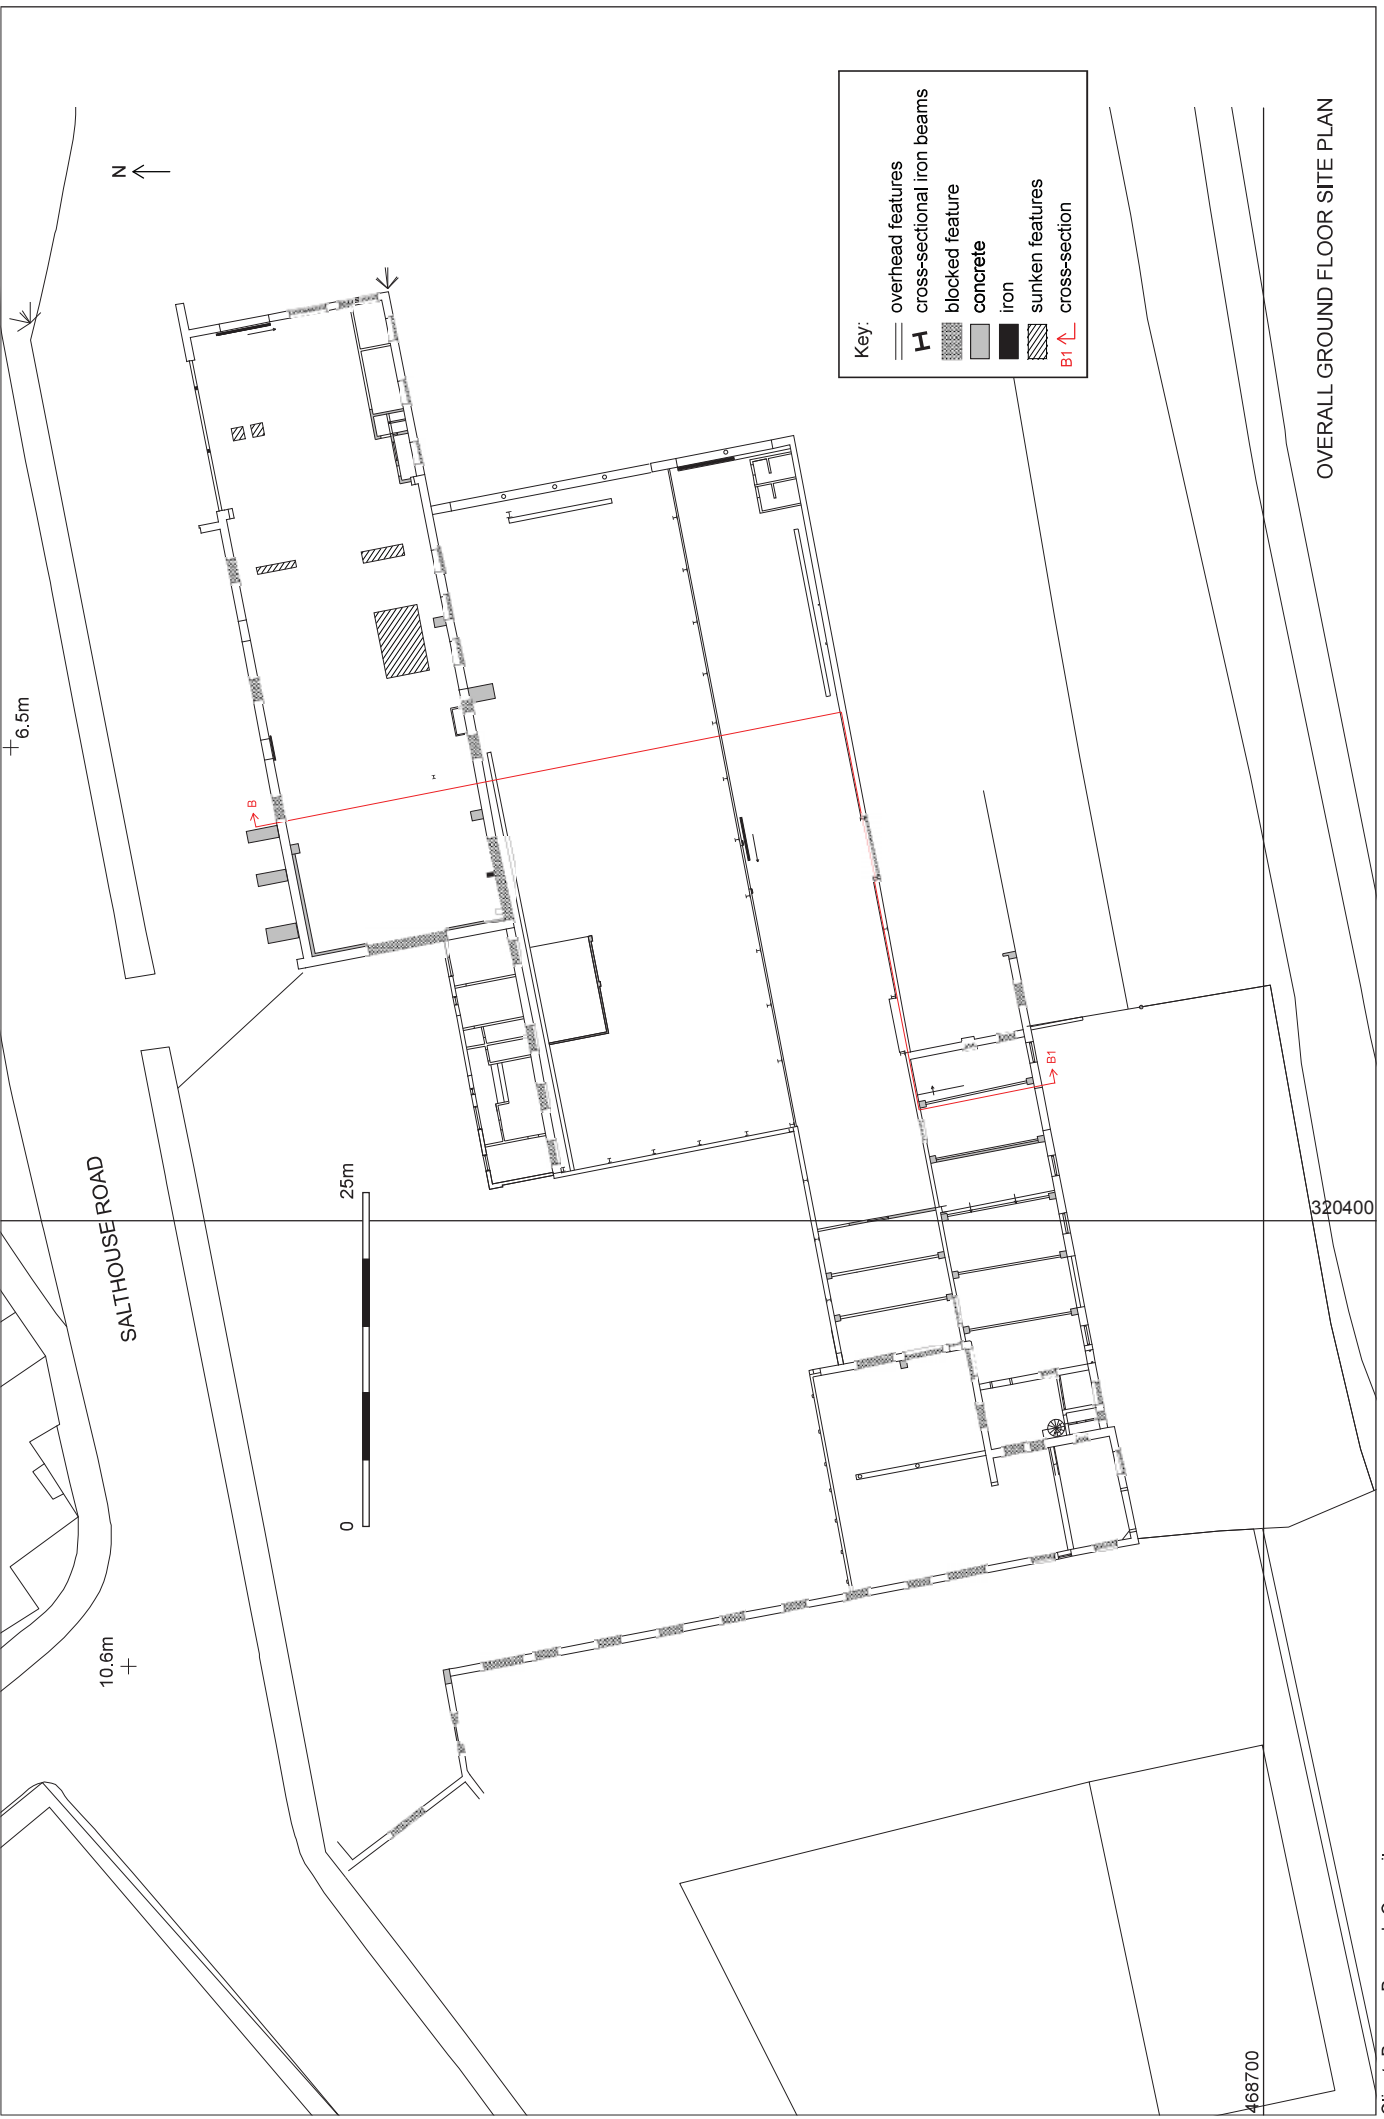 N
6.5m
SALTHOUSE ROAD
10.6m
B
B1
0
25m
Key:
overhead features
cross-sectional iron beams
blocked feature
concrete
iron
sunken features
B1
cross-section
OVERALL GROUND FLOOR SITE PLAN
320400
468700